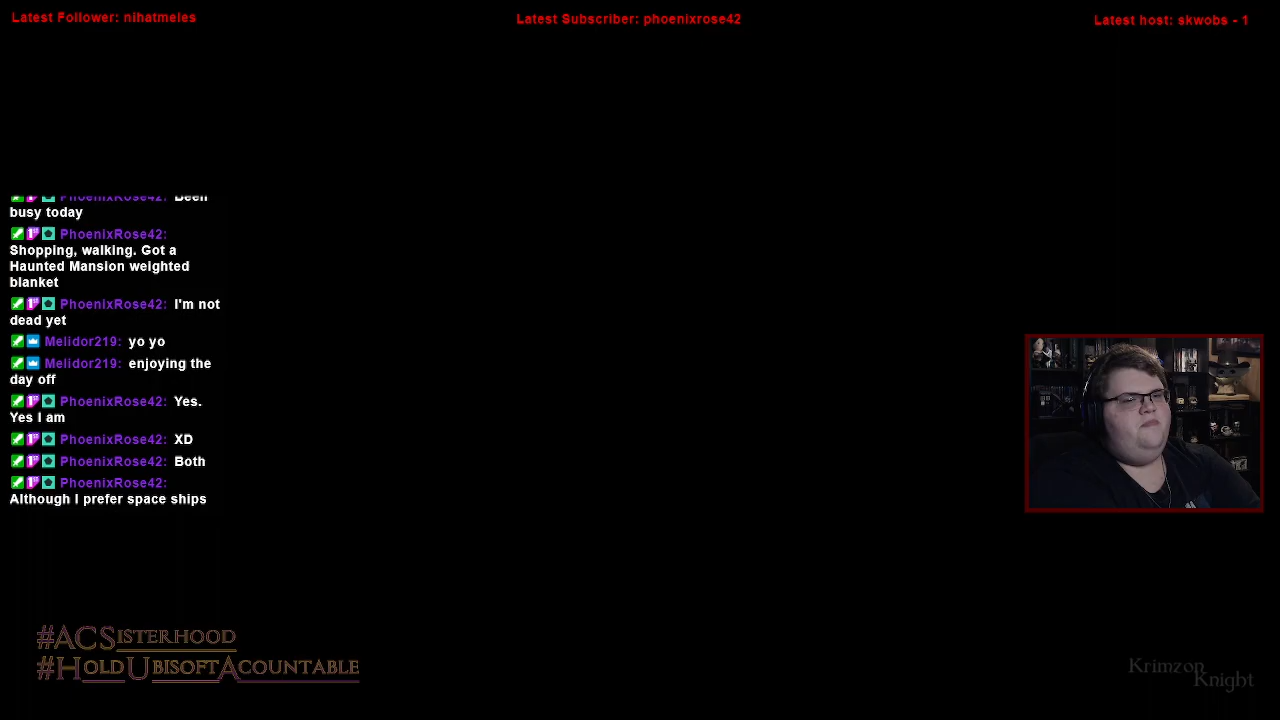 Latest Follower: nihatmeles
Latest Subscriber: phoenixrose42
Latest host: skwobs - 1
PhoenixRose42: Been
busy today
PhoenixRose42:
Shopping, walking. Got a
Haunted Mansion weighted
blanket
PhoenixRose42: I'm not
dead yet
Melidor219: yo yo
Melidor219: enjoying the
day off
PhoenixRose42: Yes.
Yes I am
PhoenixRose42: XD
PhoenixRose42: Both
PhoenixRose42:
Although I prefer space ships
#ACSisterhood
#HoldUbisoftAcountable
Krimzon
Knight